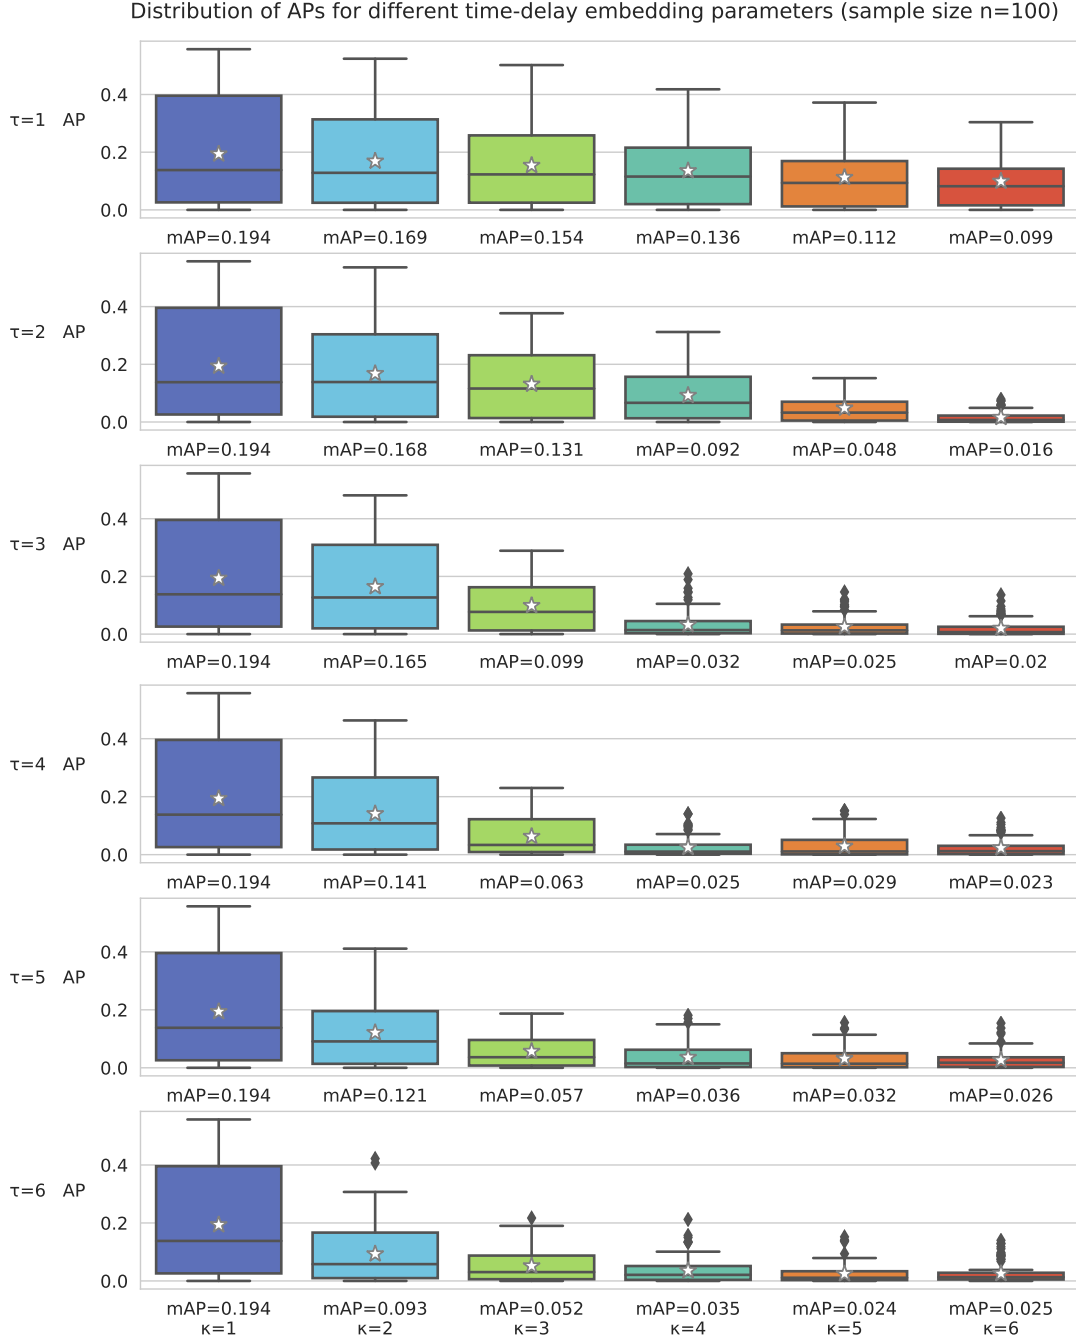 Distribution of APs for different time-delay embedding parameters (sample size n=100)
0.4
τ=1 AP
0.2
0.0
mAP=0.194 mAP=0.169 mAP=0.154 mAP=0.136 mAP=0.112 mAP=0.099
0.4
τ=2 AP
0.2
0.0
mAP=0.194 mAP=0.168 mAP=0.131 mAP=0.092 mAP=0.048 mAP=0.016
0.4
τ=3 AP
0.2
0.0
mAP=0.194 mAP=0.165 mAP=0.099 mAP=0.032 mAP=0.025 mAP=0.02
0.4
τ=4 AP
0.2
0.0
mAP=0.194 mAP=0.141 mAP=0.063 mAP=0.025 mAP=0.029 mAP=0.023
0.4
τ=5 AP
0.2
0.0
mAP=0.194 mAP=0.121 mAP=0.057 mAP=0.036 mAP=0.032 mAP=0.026
0.4
τ=6 AP
0.2
0.0
mAP=0.194 mAP=0.093 mAP=0.052 mAP=0.035 mAP=0.024 mAP=0.025
κ=1 κ=2 κ=3 κ=4 κ=5 κ=6